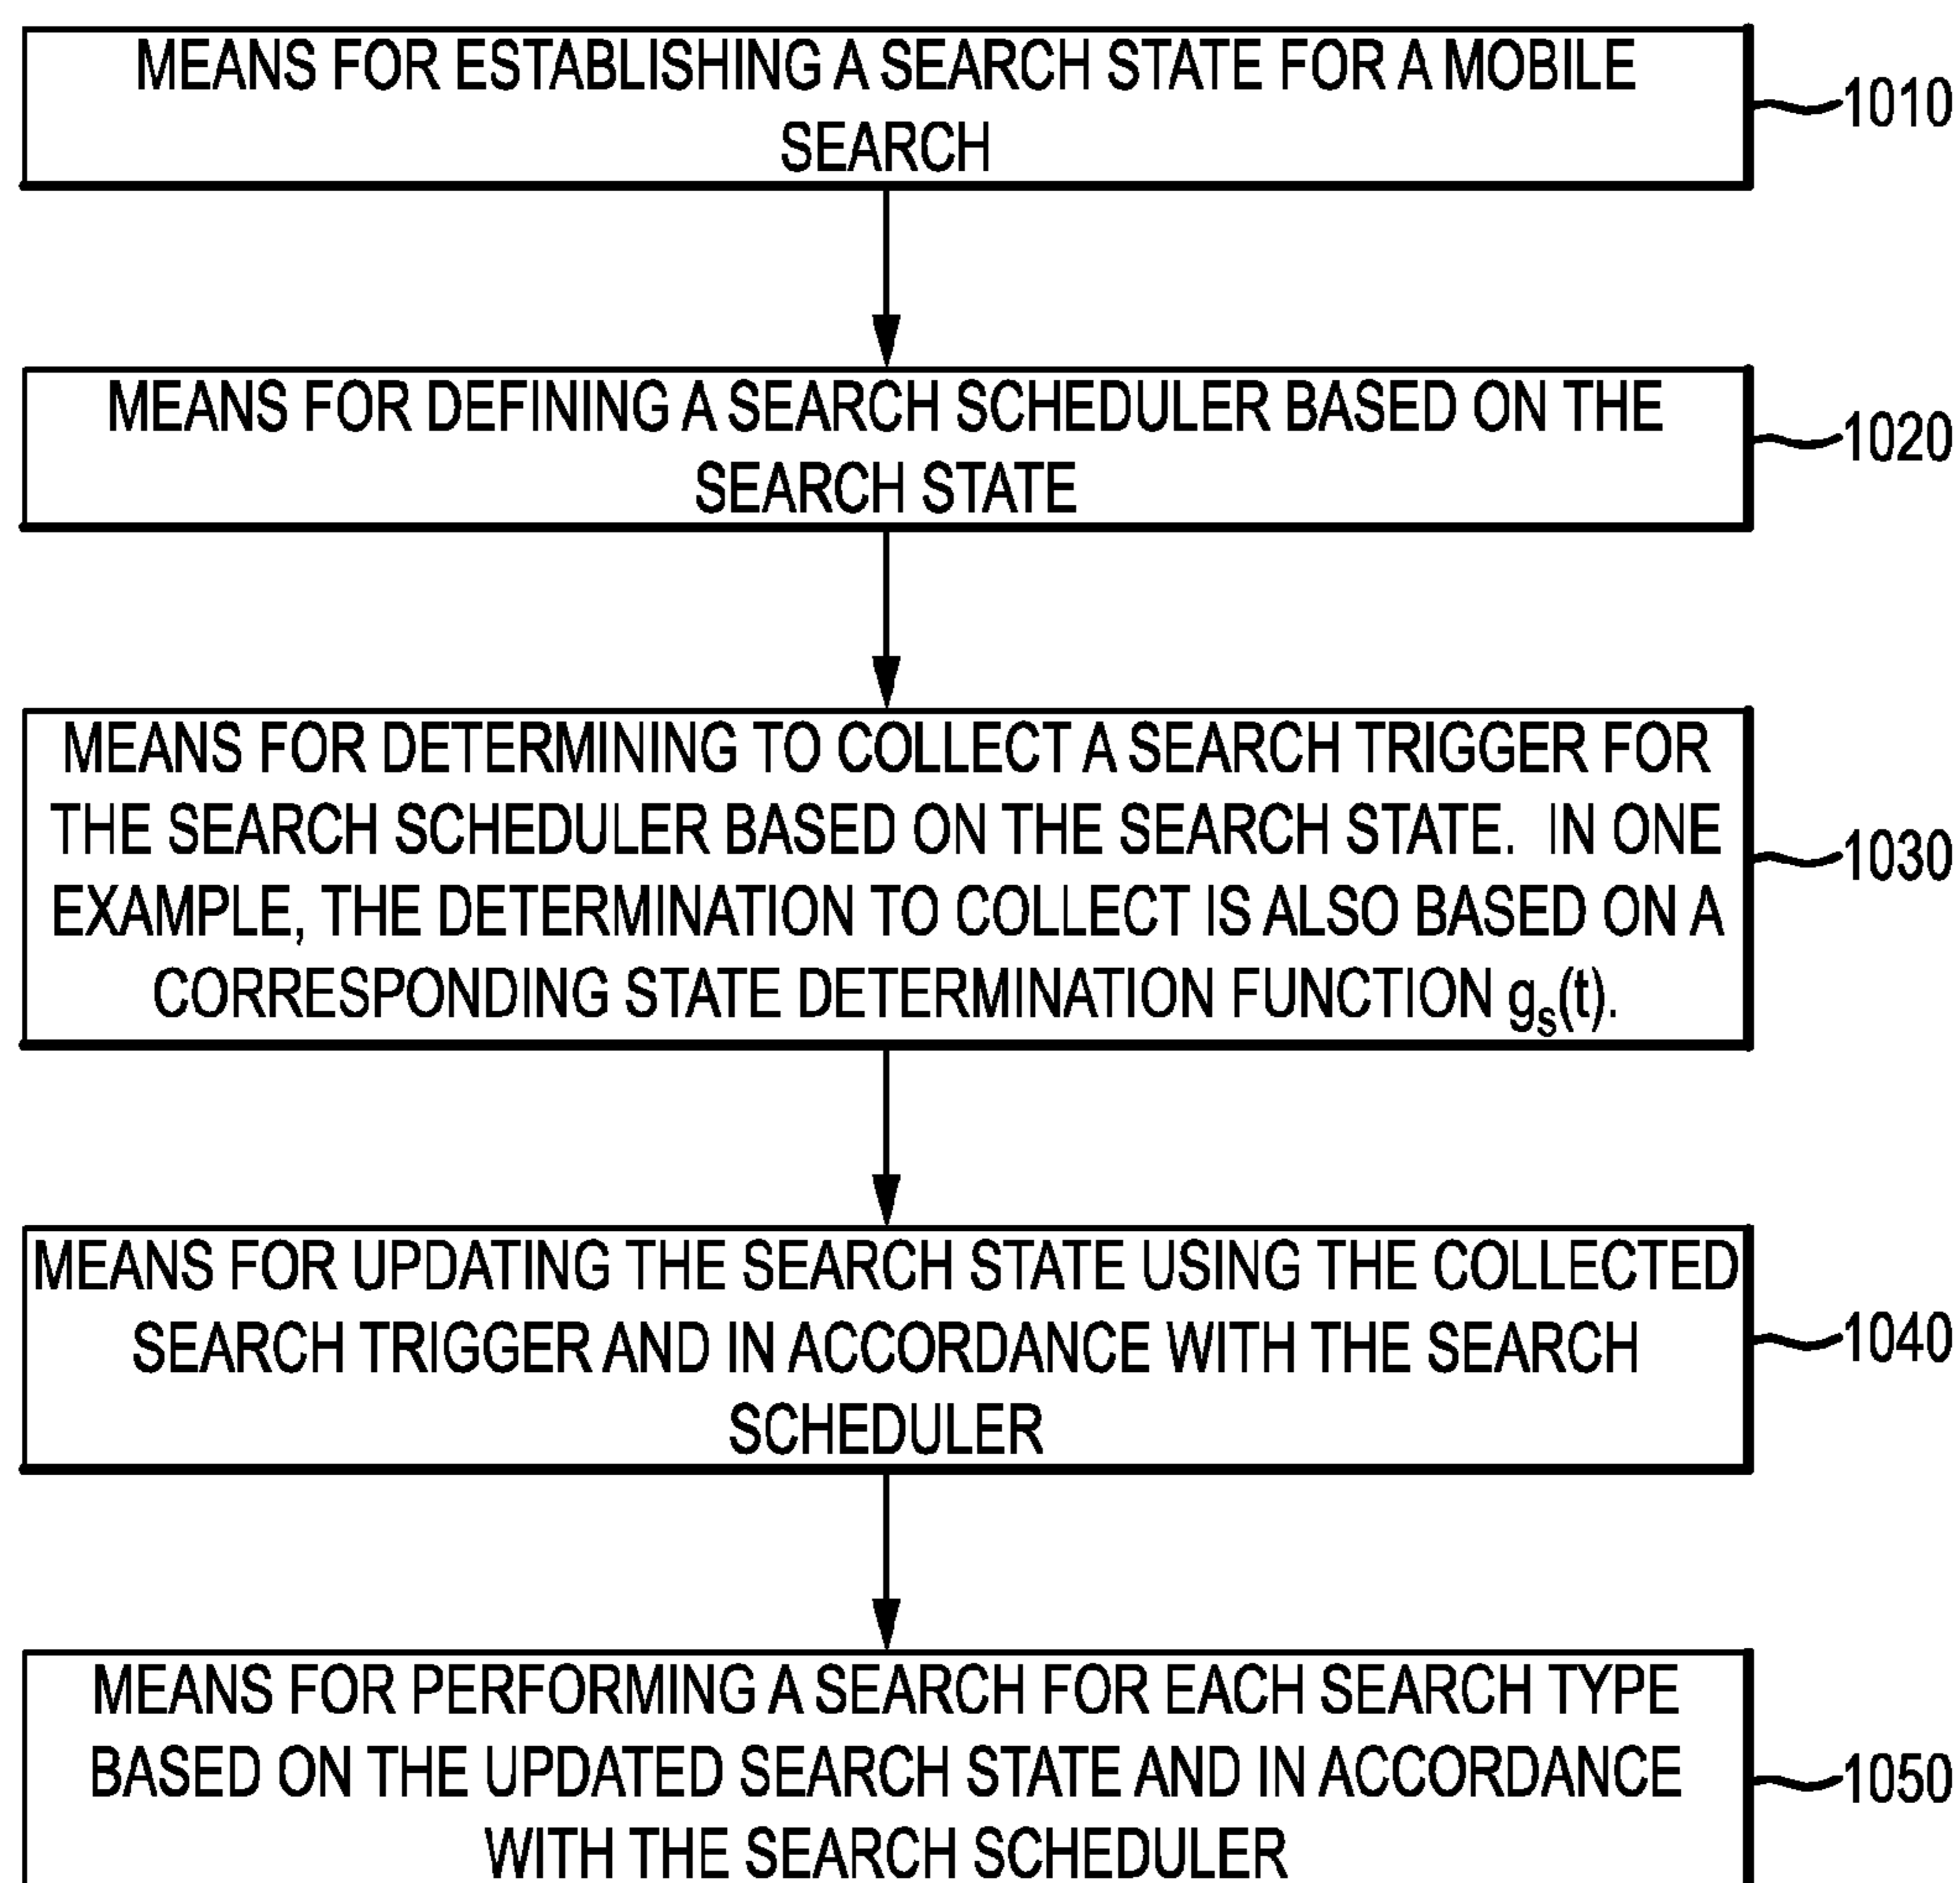 MEANS FOR ESTABLISHING A SEARCH STATE FOR A MOBILE
SEARCH
1010
MEANS FOR DEFINING A SEARCH SCHEDULER BASED ON THE
SEARCH STATE
1020
MEANS FOR DETERMINING TO COLLECT A SEARCH TRIGGER FOR
THE SEARCH SCHEDULER BASED ON THE SEARCH STATE. IN ONE
EXAMPLE, THE DETERMINATION TO COLLECT IS ALSO BASED ON A
CORRESPONDING STATE DETERMINATION FUNCTION gs(t).
1030
MEANS FOR UPDATING THE SEARCH STATE USING THE COLLECTED
SEARCH TRIGGER AND IN ACCORDANCE WITH THE SEARCH
SCHEDULER
1040
MEANS FOR PERFORMING A SEARCH FOR EACH SEARCH TYPE
BASED ON THE UPDATED SEARCH STATE AND IN ACCORDANCE
WITH THE SEARCH SCHEDULER
1050